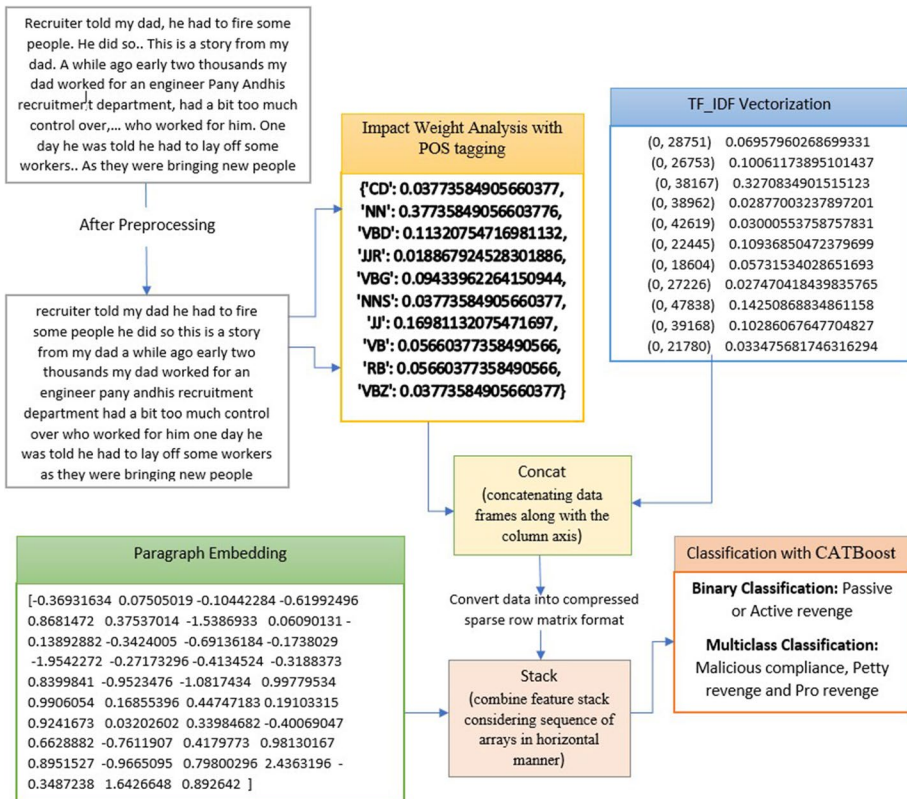 Recruiter told my dad, he had to fire some
people. He did so.. This is a story from my
dad. A while ago early two thousands my
dad worked for an engineer Pany Andhis
recruitment department, had a bit too much
control over,... who worked for him. One
day he was told he had to lay off some
workers.. As they were bringing new people
After Preprocessing
recruiter told my dad he had to fire
some people he did so this is a story
from my dad a while ago early two
thousands my dad worked for an
engineer pany andhis recruitment
department had a bit too much control
over who worked for him one day he
was told he had to lay off some workers
as they were bringing new people
Impact Weight Analysis with
POS tagging
{'CD': 0.03773584905660377,
'NN': 0.37735849056603776,
'VBD': 0.11320754716981132,
'JJR': 0.018867924528301886,
'VBG': 0.09433962264150944,
'NNS': 0.03773584905660377,
'JJ': 0.16981132075471697,
'VB': 0.05660377358490566,
'RB': 0.05660377358490566,
'VBZ': 0.03773584905660377}
TF_IDF Vectorization
(0, 28751) 0.06957960268699331
(0, 26753) 0.10061173895101437
(0, 38167) 0.3270834901515123
(0, 38962) 0.02877003237897201
(0, 42619) 0.03000553758757831
(0, 22445) 0.10936850472379699
(0, 18604) 0.05731534028651693
(0, 27226) 0.027470418439835765
(0, 47838) 0.14250868834861158
(0, 39168) 0.10286067647704827
(0, 21780) 0.033475681746316294
Concat
(concatenating data
frames along with the
column axis)
Convert data into compressed
sparse row matrix format
Paragraph Embedding
[-0.36931634 0.07505019 -0.10442284 -0.61992496
0.8681472 0.37537014 -1.5386933 0.06090131 -
0.13892882 -0.3424005 -0.69136184 -0.1738029
-1.9542272 -0.27173296 -0.4134524 -0.3188373
0.8399841 -0.9523476 -1.0817434 0.99779534
0.9906054 0.16855396 0.44747183 0.19103315
0.9241673 0.03202602 0.33984682 -0.40069047
0.6628882 -0.7611907 0.4179773 0.98130167
0.8951527 -0.9665095 0.79800296 2.4363196 -
0.3487238 1.6426648 0.892642 ]
Stack
(combine feature stack
considering sequence of
arrays in horizontal
manner)
Classification with CATBoost
Binary Classification: Passive
or Active revenge
Multiclass Classification:
Malicious compliance, Petty
revenge and Pro revenge